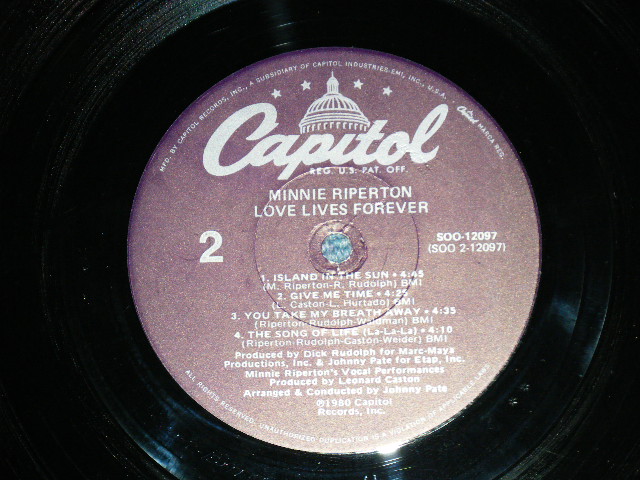 MFD. BY CAPITOL RECORDS, INC., A SUBSIDIARY OF CAPITOL INDUSTRIES-EMI, INC., U.S.A.
Capitol MARCA REG.
Capitol
REG. U.S. PAT. OFF.
MINNIE RIPERTON
LOVE LIVES FOREVER
2
SOO-12097
(SOO 2-12097)
1. ISLAND IN THE SUN • 4:45
(M. Riperton-R. Rudolph) BMI
2. GIVE ME TIME • 4:25
(L. Caston-L. Hurtado) BMI
3. YOU TAKE MY BREATH AWAY • 4:35
(Riperton-Rudolph-Waldman) BMI
4. THE SONG OF LIFE (La-La-La) • 4:10
(Riperton-Rudolph-Caston-Weider) BMI
Produced by Dick Rudolph for Marc-Maya
Productions, Inc. & Johnny Pate for Etap, Inc.
Minnie Riperton's Vocal Performances
Produced by Leonard Caston
Arranged & Conducted by Johnny Pate
℗1980 Capitol
Records, Inc.
ALL RIGHTS RESERVED. UNAUTHORIZED DUPLICATION IS A VIOLATION OF APPLICABLE LAWS.